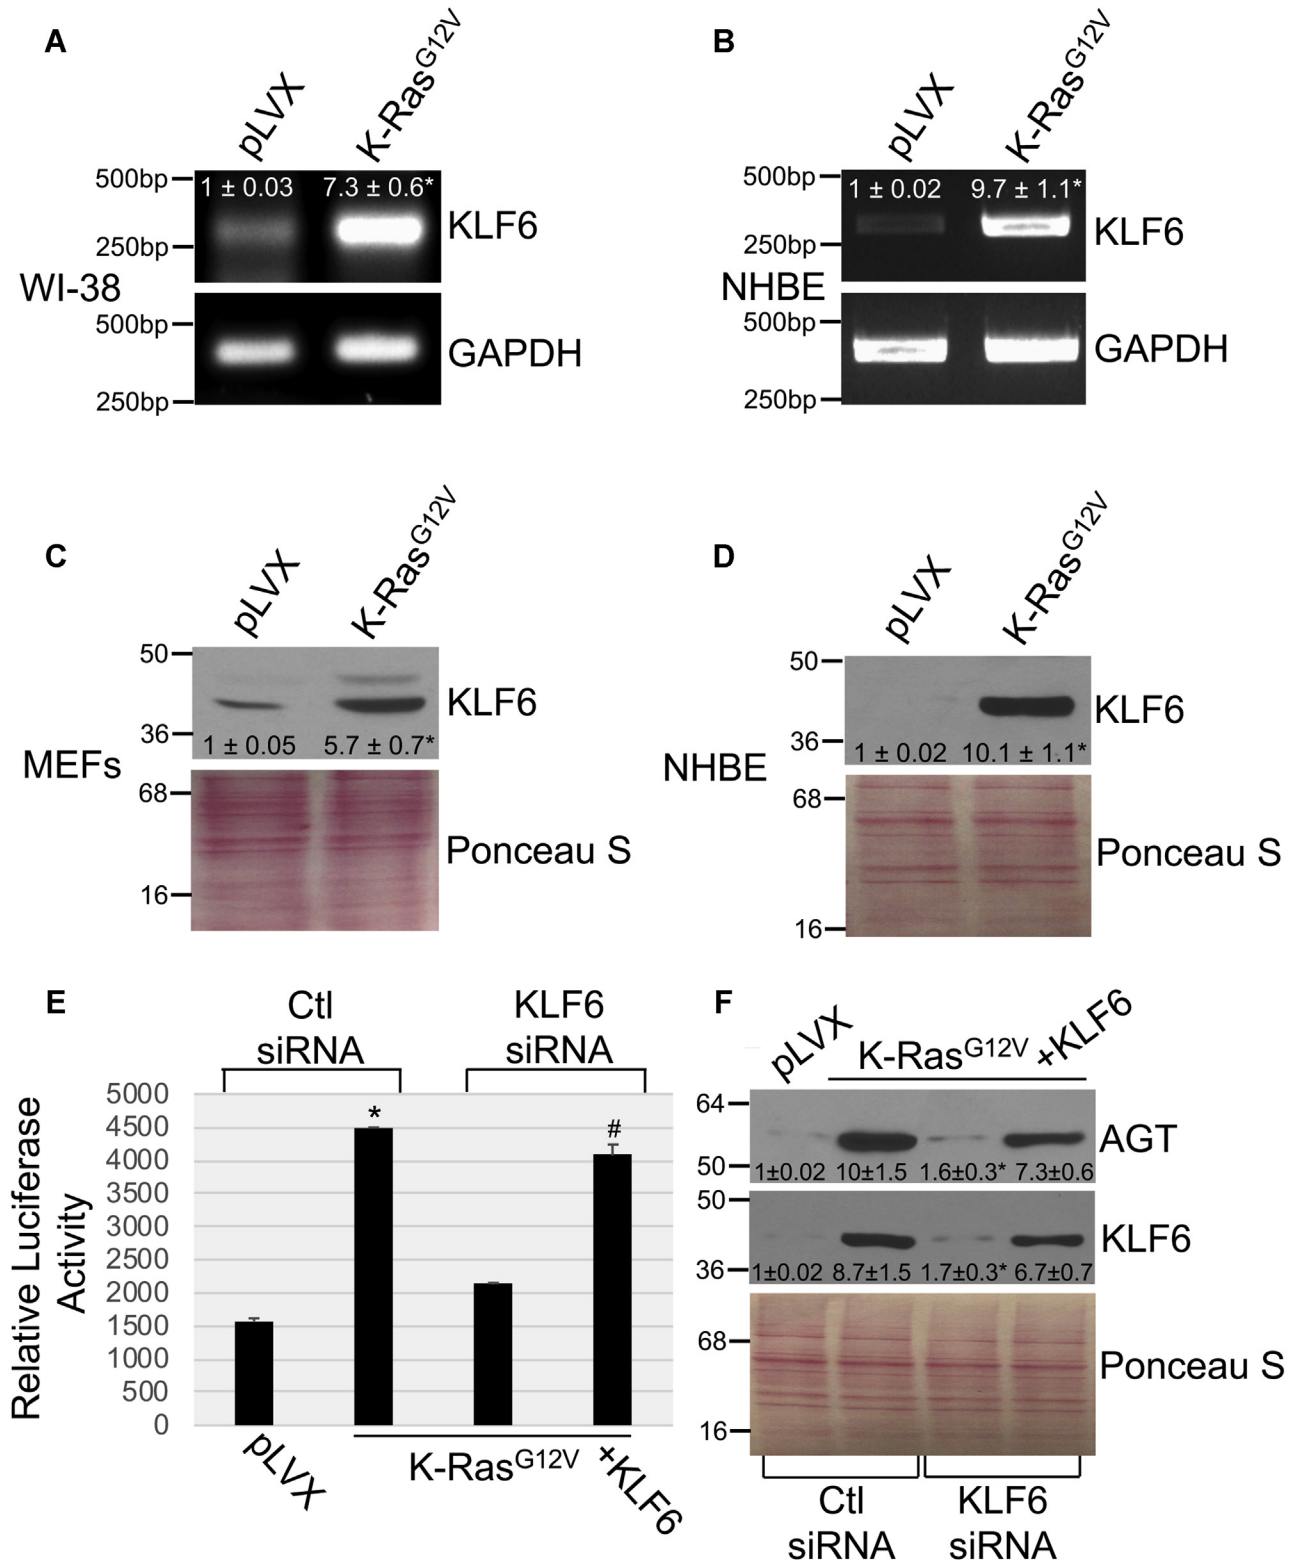 A
pLVX
K-RasG12V
500bp
1 ± 0.03 7.3 ± 0.6*
KLF6
250bp
WI-38
500bp
GAPDH
250bp
B
pLVX
K-RasG12V
500bp
1 ± 0.02 9.7 ± 1.1*
KLF6
250bp
NHBE
500bp
GAPDH
250bp
C
pLVX
K-RasG12V
50
KLF6
36
1 ± 0.05 5.7 ± 0.7*
MEFs
68
Ponceau S
16
D
pLVX
K-RasG12V
50
KLF6
36
1 ± 0.02 10.1 ± 1.1*
NHBE
68
Ponceau S
16
E
Ctl
siRNA
KLF6
siRNA
Relative Luciferase
Activity
5000
4500
4000
3500
3000
2500
2000
1500
1000
500
0
*
#
pLVX
K-RasG12V
+KLF6
F
pLVX
K-RasG12V
+KLF6
64
AGT
50
1±0.02 10±1.5 1.6±0.3* 7.3±0.6
50
KLF6
36
1±0.02 8.7±1.5 1.7±0.3* 6.7±0.7
68
Ponceau S
16
Ctl
siRNA
KLF6
siRNA